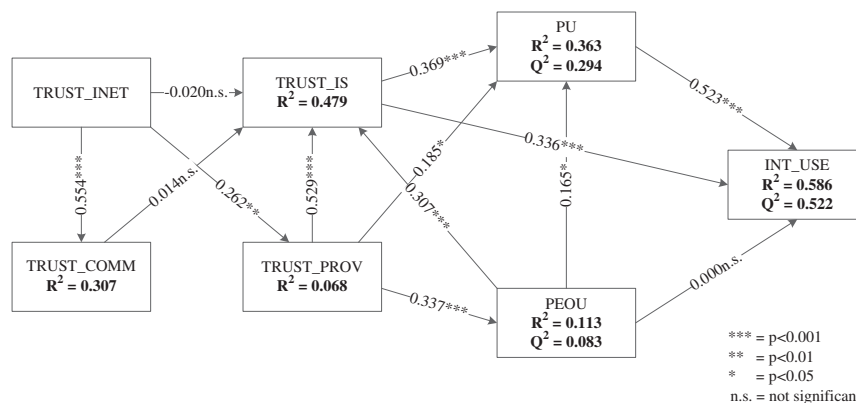 PU
R² = 0.363
Q² = 0.294
TRUST_INET
-0.020n.s.
TRUST_IS
R² = 0.479
0.369***
0.523***
0.554***
0.014n.s.
0.262**
0.529***
0.185*
0.307***
0.165*
0.336***
INT_USE
R² = 0.586
Q² = 0.522
TRUST_COMM
R² = 0.307
TRUST_PROV
R² = 0.068
0.337***
PEOU
R² = 0.113
Q² = 0.083
0.000n.s.
*** = p<0.001
** = p<0.01
* = p<0.05
n.s. = not significan